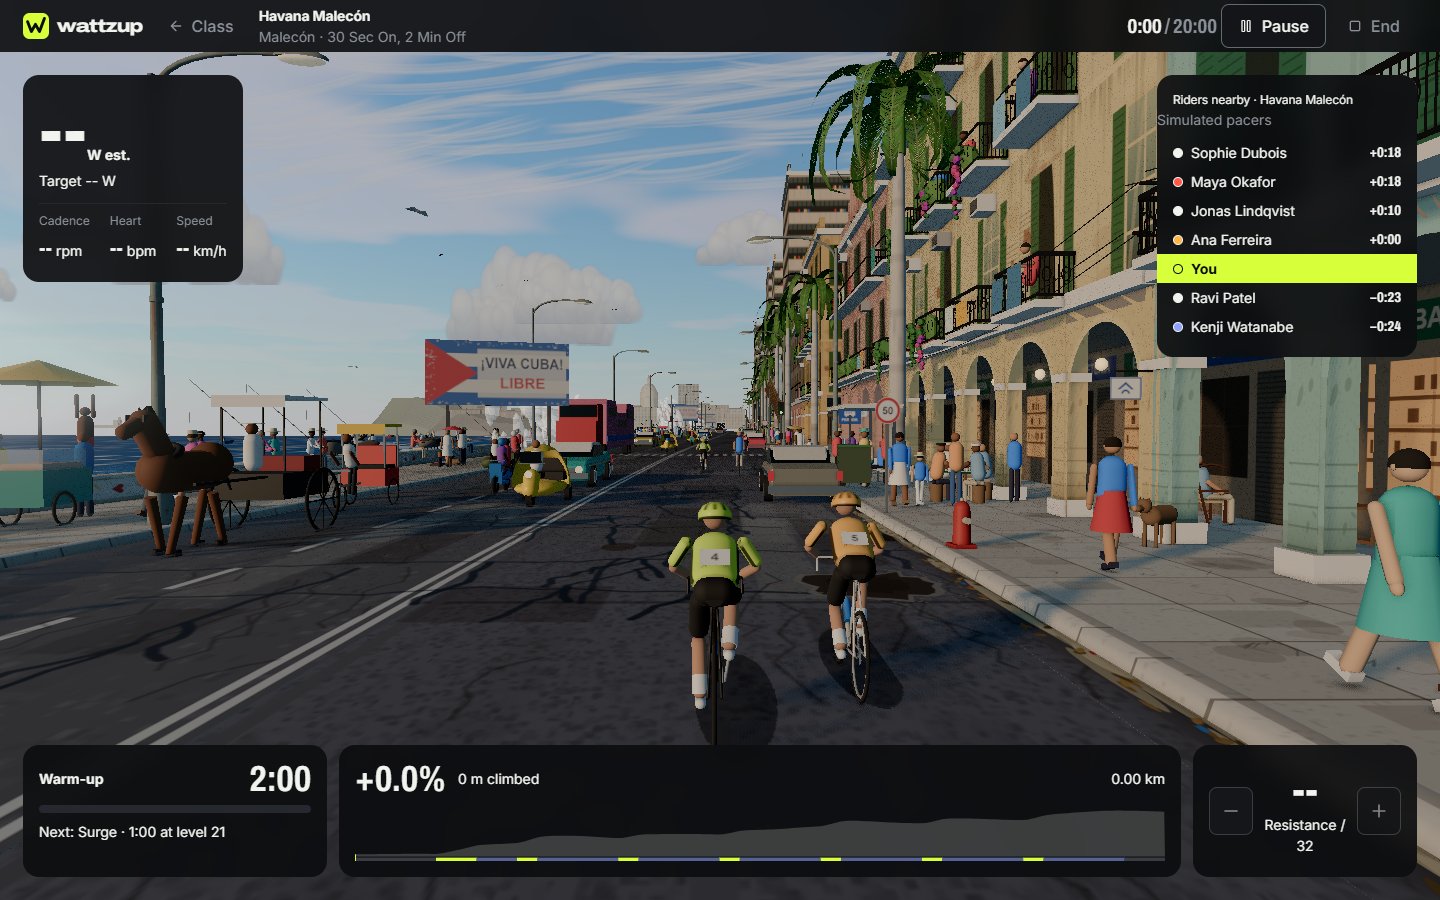 wattzup
Class
Havana Malecón
Malecón · 30 Sec On, 2 Min Off
0:00 / 20:00
Pause
End
-- W est.
Target -- W
Cadence Heart Speed
-- rpm -- bpm -- km/h
Riders nearby · Havana Malecón
Simulated pacers
Sophie Dubois +0:18
Maya Okafor +0:18
Jonas Lindqvist +0:10
Ana Ferreira +0:00
You
Ravi Patel −0:23
Kenji Watanabe −0:24
¡VIVA CUBA!
LIBRE
50
4
5
Warm-up 2:00
Next: Surge · 1:00 at level 21
+0.0% 0 m climbed 0.00 km
--
Resistance /
32